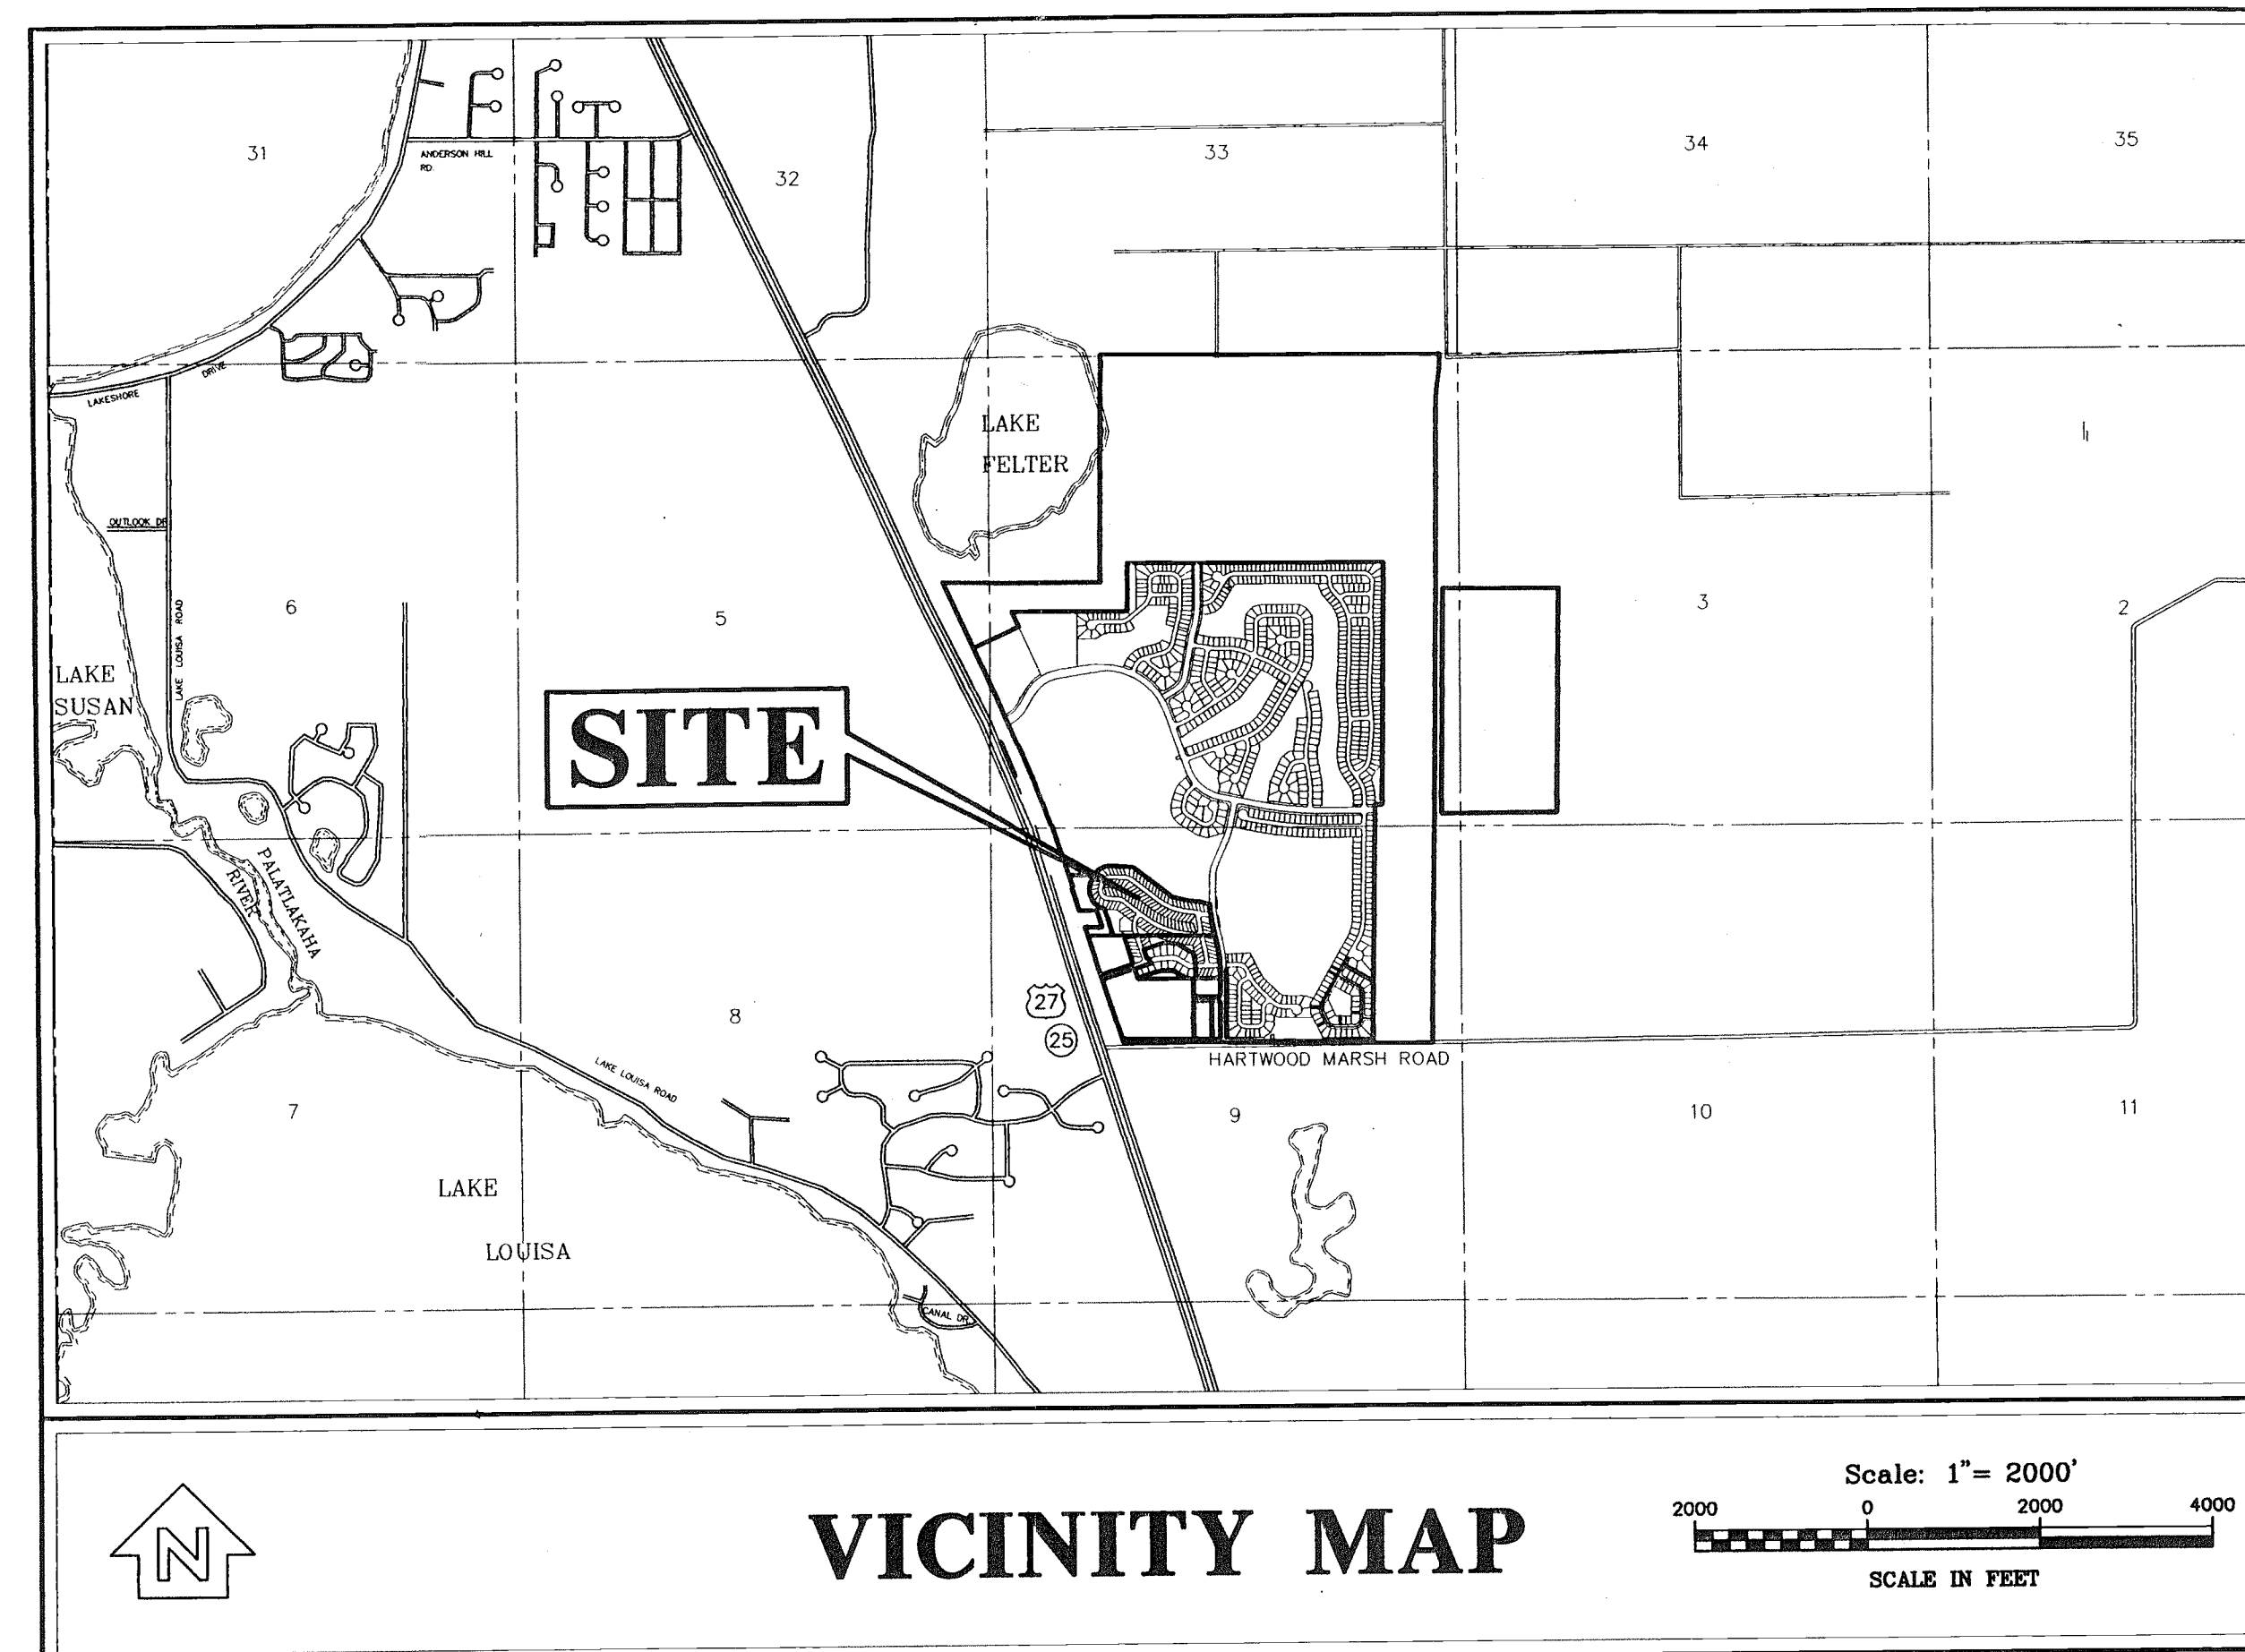 31
32
33
34
35
ANDERSON HILL
RD.
LAKESHORE
DRIVE
LAKE
FELTER
OUTLOOK DR
LAKE LOUISA ROAD
6
5
3
2
LAKE
SUSAN
SITE
PALATLAKAHA
RIVER
27
25
8
HARTWOOD MARSH ROAD
LAKE LOUISA ROAD
7
9
10
11
LAKE
LOUISA
CANAL DR.
N
VICINITY MAP
Scale: 1"= 2000'
2000 0 2000 4000
SCALE IN FEET